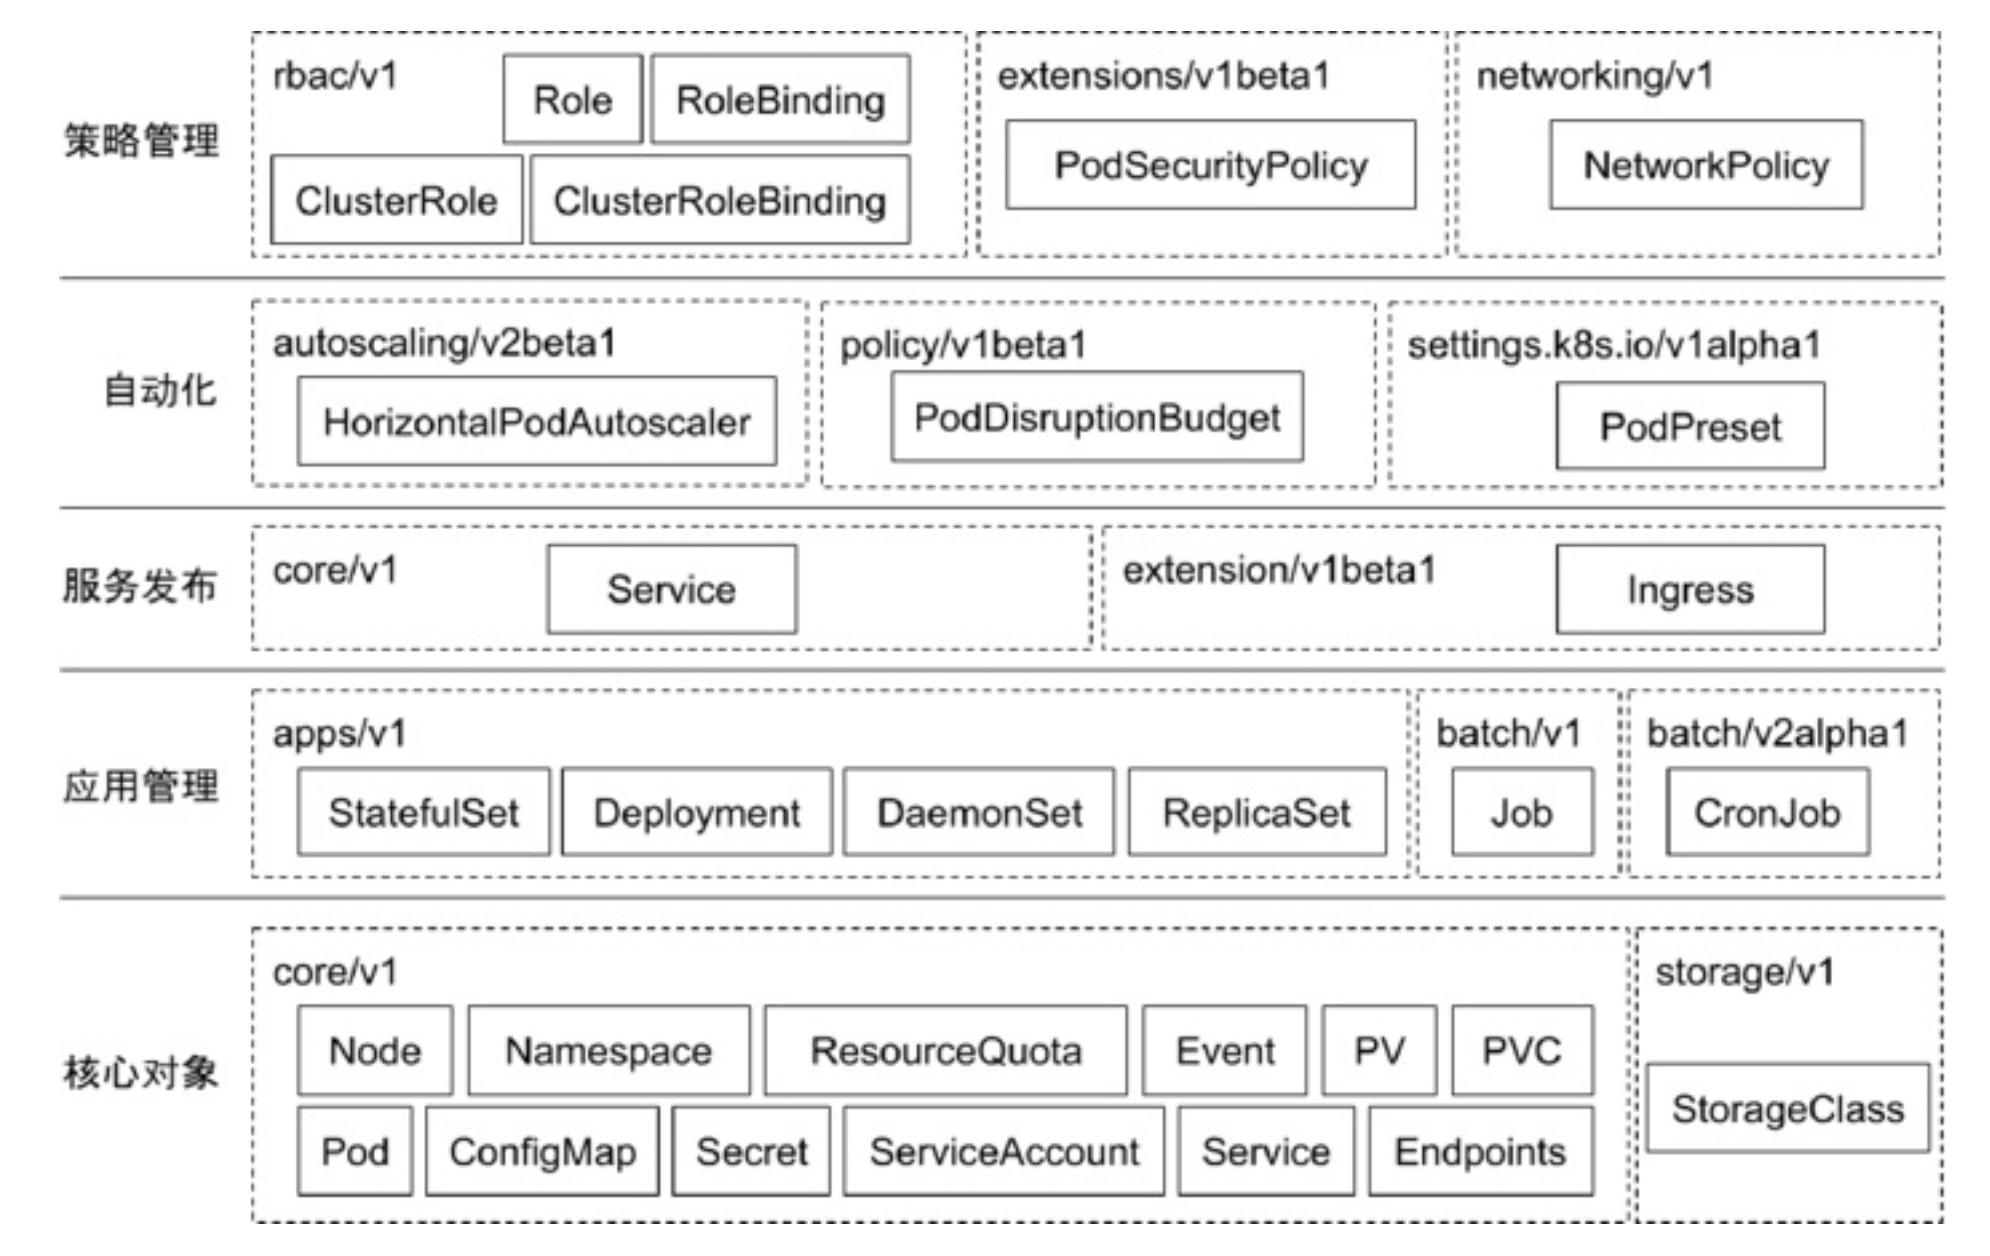 策略管理
rbac/v1
Role
RoleBinding
ClusterRole
ClusterRoleBinding
extensions/v1beta1
PodSecurityPolicy
networking/v1
NetworkPolicy
自动化
autoscaling/v2beta1
HorizontalPodAutoscaler
policy/v1beta1
PodDisruptionBudget
settings.k8s.io/v1alpha1
PodPreset
服务发布
core/v1
Service
extension/v1beta1
Ingress
应用管理
apps/v1
StatefulSet
Deployment
DaemonSet
ReplicaSet
batch/v1
Job
batch/v2alpha1
CronJob
核心对象
core/v1
Node
Namespace
ResourceQuota
Event
PV
PVC
Pod
ConfigMap
Secret
ServiceAccount
Service
Endpoints
storage/v1
StorageClass